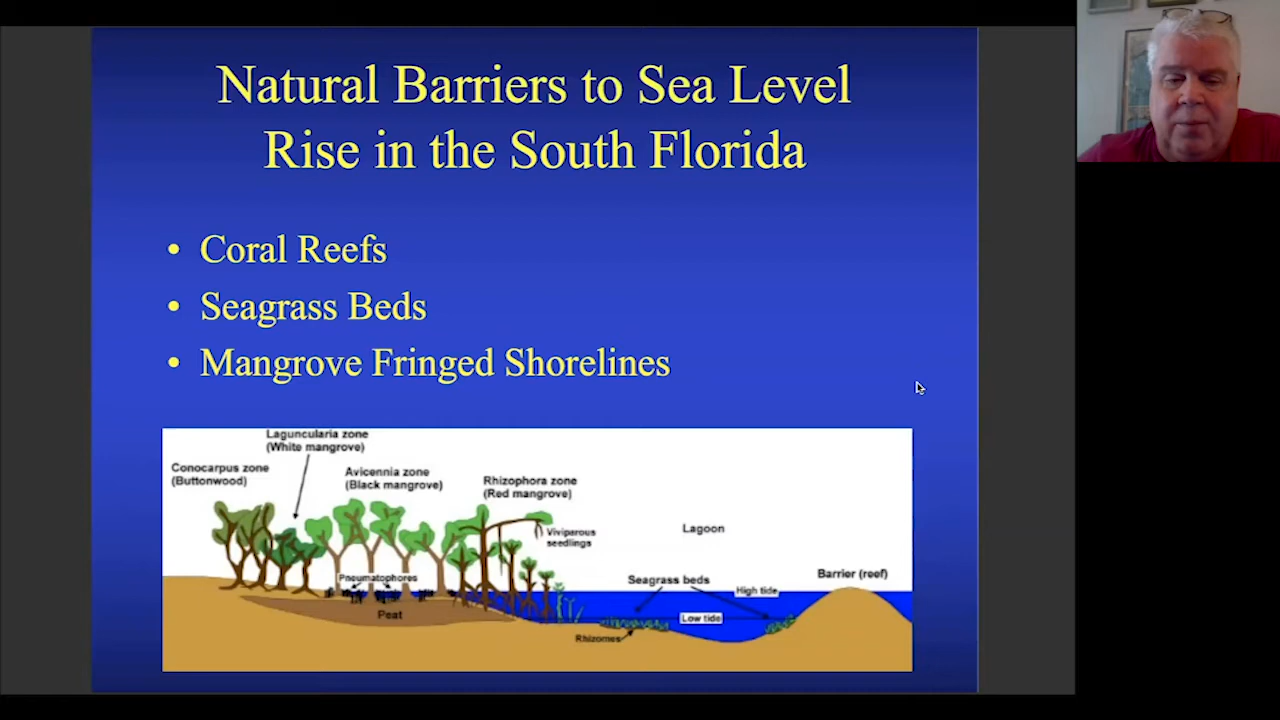 Natural Barriers to Sea Level
Rise in the South Florida
• Coral Reefs
• Seagrass Beds
• Mangrove Fringed Shorelines
Laguncularia zone
(White mangrove)
Conocarpus zone
(Buttonwood)
Avicennia zone
(Black mangrove)
Rhizophora zone
(Red mangrove)
Viviparous
seedlings
Lagoon
Pneumatophores
Seagrass beds
Barrier (reef)
High tide
Peat
Low tide
Rhizomes